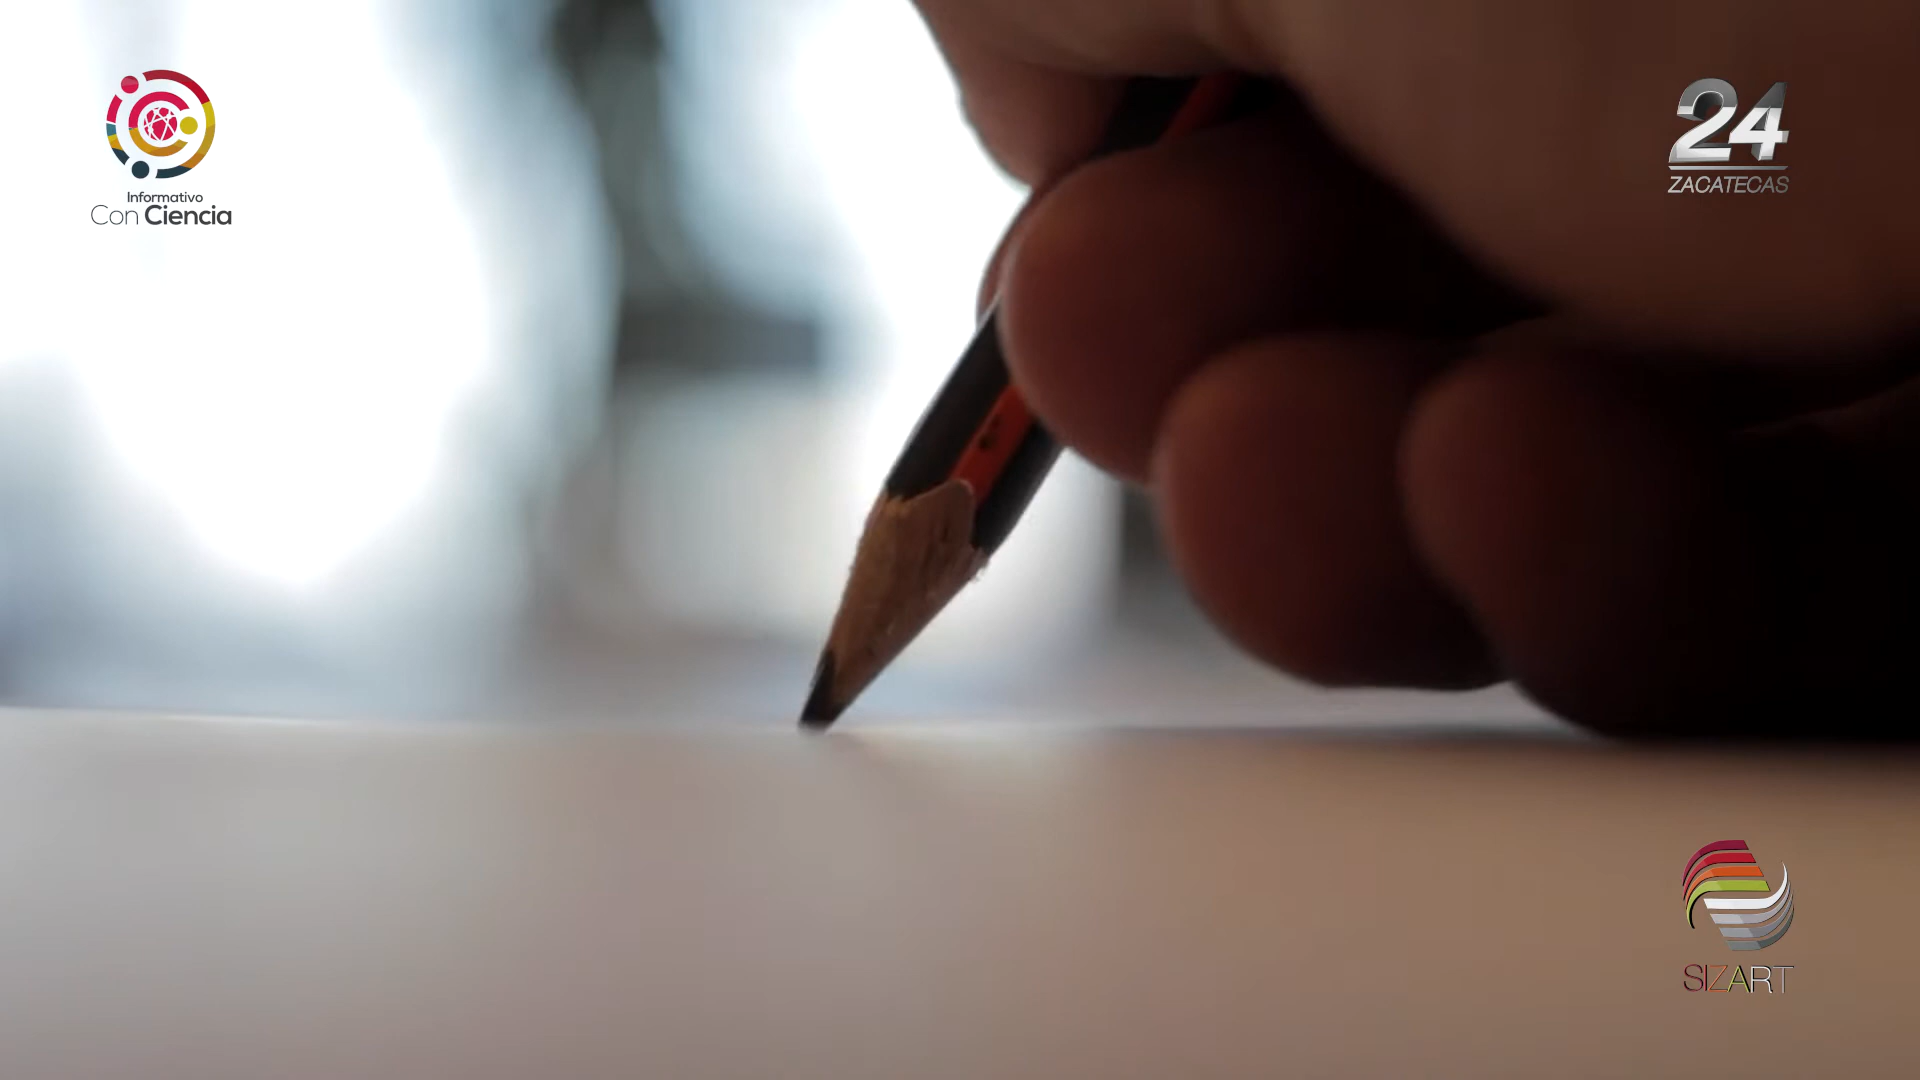 Informativo
Con Ciencia
24
ZACATECAS
SIZART